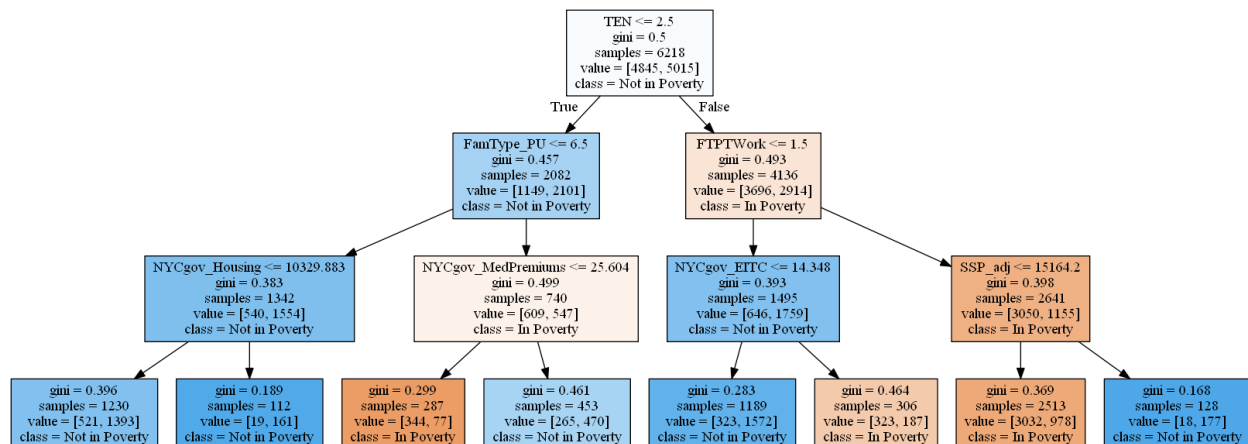 TEN <= 2.5
gini = 0.5
samples = 6218
value = [4845, 5015]
class = Not in Poverty
True
False
FamType_PU <= 6.5
gini = 0.457
samples = 2082
value = [1149, 2101]
class = Not in Poverty
FTPTWork <= 1.5
gini = 0.493
samples = 4136
value = [3696, 2914]
class = In Poverty
NYCgov_Housing <= 10329.883
gini = 0.383
samples = 1342
value = [540, 1554]
class = Not in Poverty
NYCgov_MedPremiums <= 25.604
gini = 0.499
samples = 740
value = [609, 547]
class = In Poverty
NYCgov_EITC <= 14.348
gini = 0.393
samples = 1495
value = [646, 1759]
class = Not in Poverty
SSP_adj <= 15164.2
gini = 0.398
samples = 2641
value = [3050, 1155]
class = In Poverty
gini = 0.396
samples = 1230
value = [521, 1393]
class = Not in Poverty
gini = 0.189
samples = 112
value = [19, 161]
class = Not in Poverty
gini = 0.299
samples = 287
value = [344, 77]
class = In Poverty
gini = 0.461
samples = 453
value = [265, 470]
class = Not in Poverty
gini = 0.283
samples = 1189
value = [323, 1572]
class = Not in Poverty
gini = 0.464
samples = 306
value = [323, 187]
class = In Poverty
gini = 0.369
samples = 2513
value = [3032, 978]
class = In Poverty
gini = 0.168
samples = 128
value = [18, 177]
class = Not in Poverty